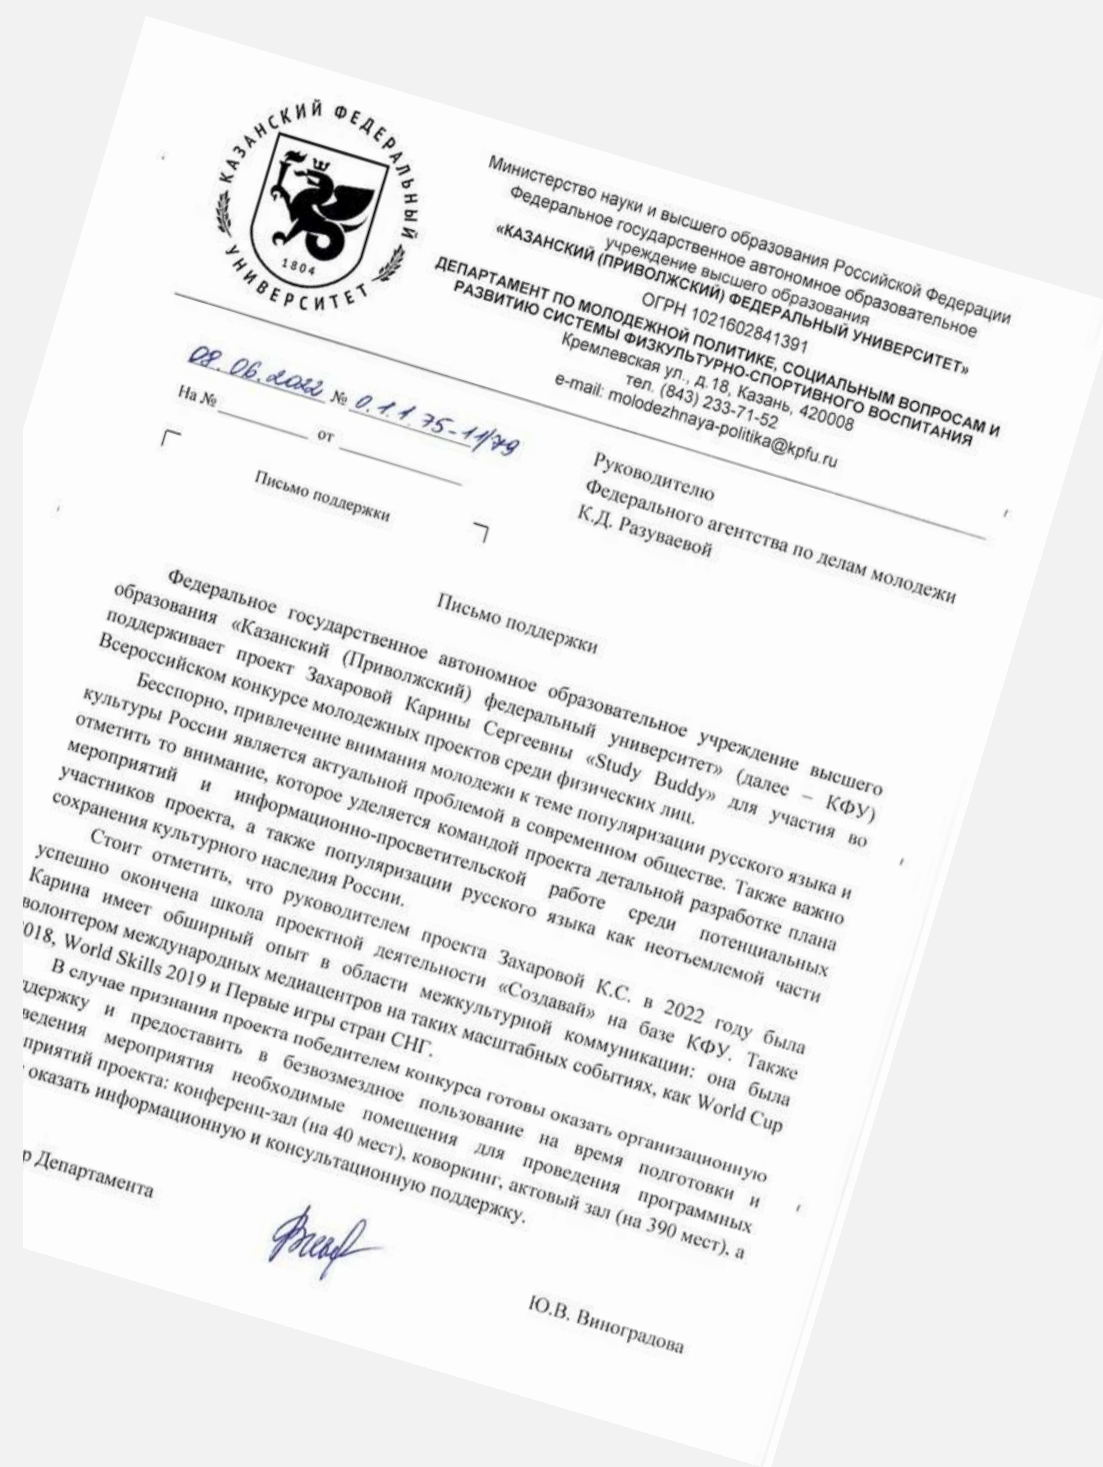 КАЗАНСКИЙ ФЕДЕРАЛЬНЫЙ УНИВЕРСИТЕТ
1804
Министерство науки и высшего образования Российской Федерации
Федеральное государственное автономное образовательное
учреждение высшего образования
«КАЗАНСКИЙ (ПРИВОЛЖСКИЙ) ФЕДЕРАЛЬНЫЙ УНИВЕРСИТЕТ»
ОГРН 1021602841391
ДЕПАРТАМЕНТ ПО МОЛОДЕЖНОЙ ПОЛИТИКЕ, СОЦИАЛЬНЫМ ВОПРОСАМ И
РАЗВИТИЮ СИСТЕМЫ ФИЗКУЛЬТУРНО-СПОРТИВНОГО ВОСПИТАНИЯ
Кремлевская ул., д.18, Казань, 420008
тел. (843) 233-71-52
e-mail: molodezhnaya-politika@kpfu.ru
08.06.2022 № 0.1.1.75-11/79
На № от
Письмо поддержки
Руководителю
Федерального агентства по делам молодежи
К.Д. Разуваевой
Письмо поддержки
Федеральное государственное автономное образовательное учреждение высшего
образования «Казанский (Приволжский) федеральный университет» (далее – КФУ)
поддерживает проект Захаровой Карины Сергеевны «Study Buddy» для участия во
Всероссийском конкурсе молодежных проектов среди физических лиц.
Бесспорно, привлечение внимания молодежи к теме популяризации русского языка и
культуры России является актуальной проблемой в современном обществе. Также важно
отметить то внимание, которое уделяется командой проекта детальной разработке плана
мероприятий и информационно-просветительской работе среди потенциальных
участников проекта, а также популяризации русского языка как неотъемлемой части
сохранения культурного наследия России.
Стоит отметить, что руководителем проекта Захаровой К.С. в 2022 году была
успешно окончена школа проектной деятельности «Создавай» на базе КФУ. Также
Карина имеет обширный опыт в области межкультурной коммуникации: она была
волонтером международных медиацентров на таких масштабных событиях, как World Cup
018, World Skills 2019 и Первые игры стран СНГ.
В случае признания проекта победителем конкурса готовы оказать организационную
ддержку и предоставить в безвозмездное пользование на время подготовки и
ведения мероприятия необходимые помещения для проведения программных
приятий проекта: конференц-зал (на 40 мест), коворкинг, актовый зал (на 390 мест), а
оказать информационную и консультационную поддержку.
р Департамента
Ю.В. Виноградова